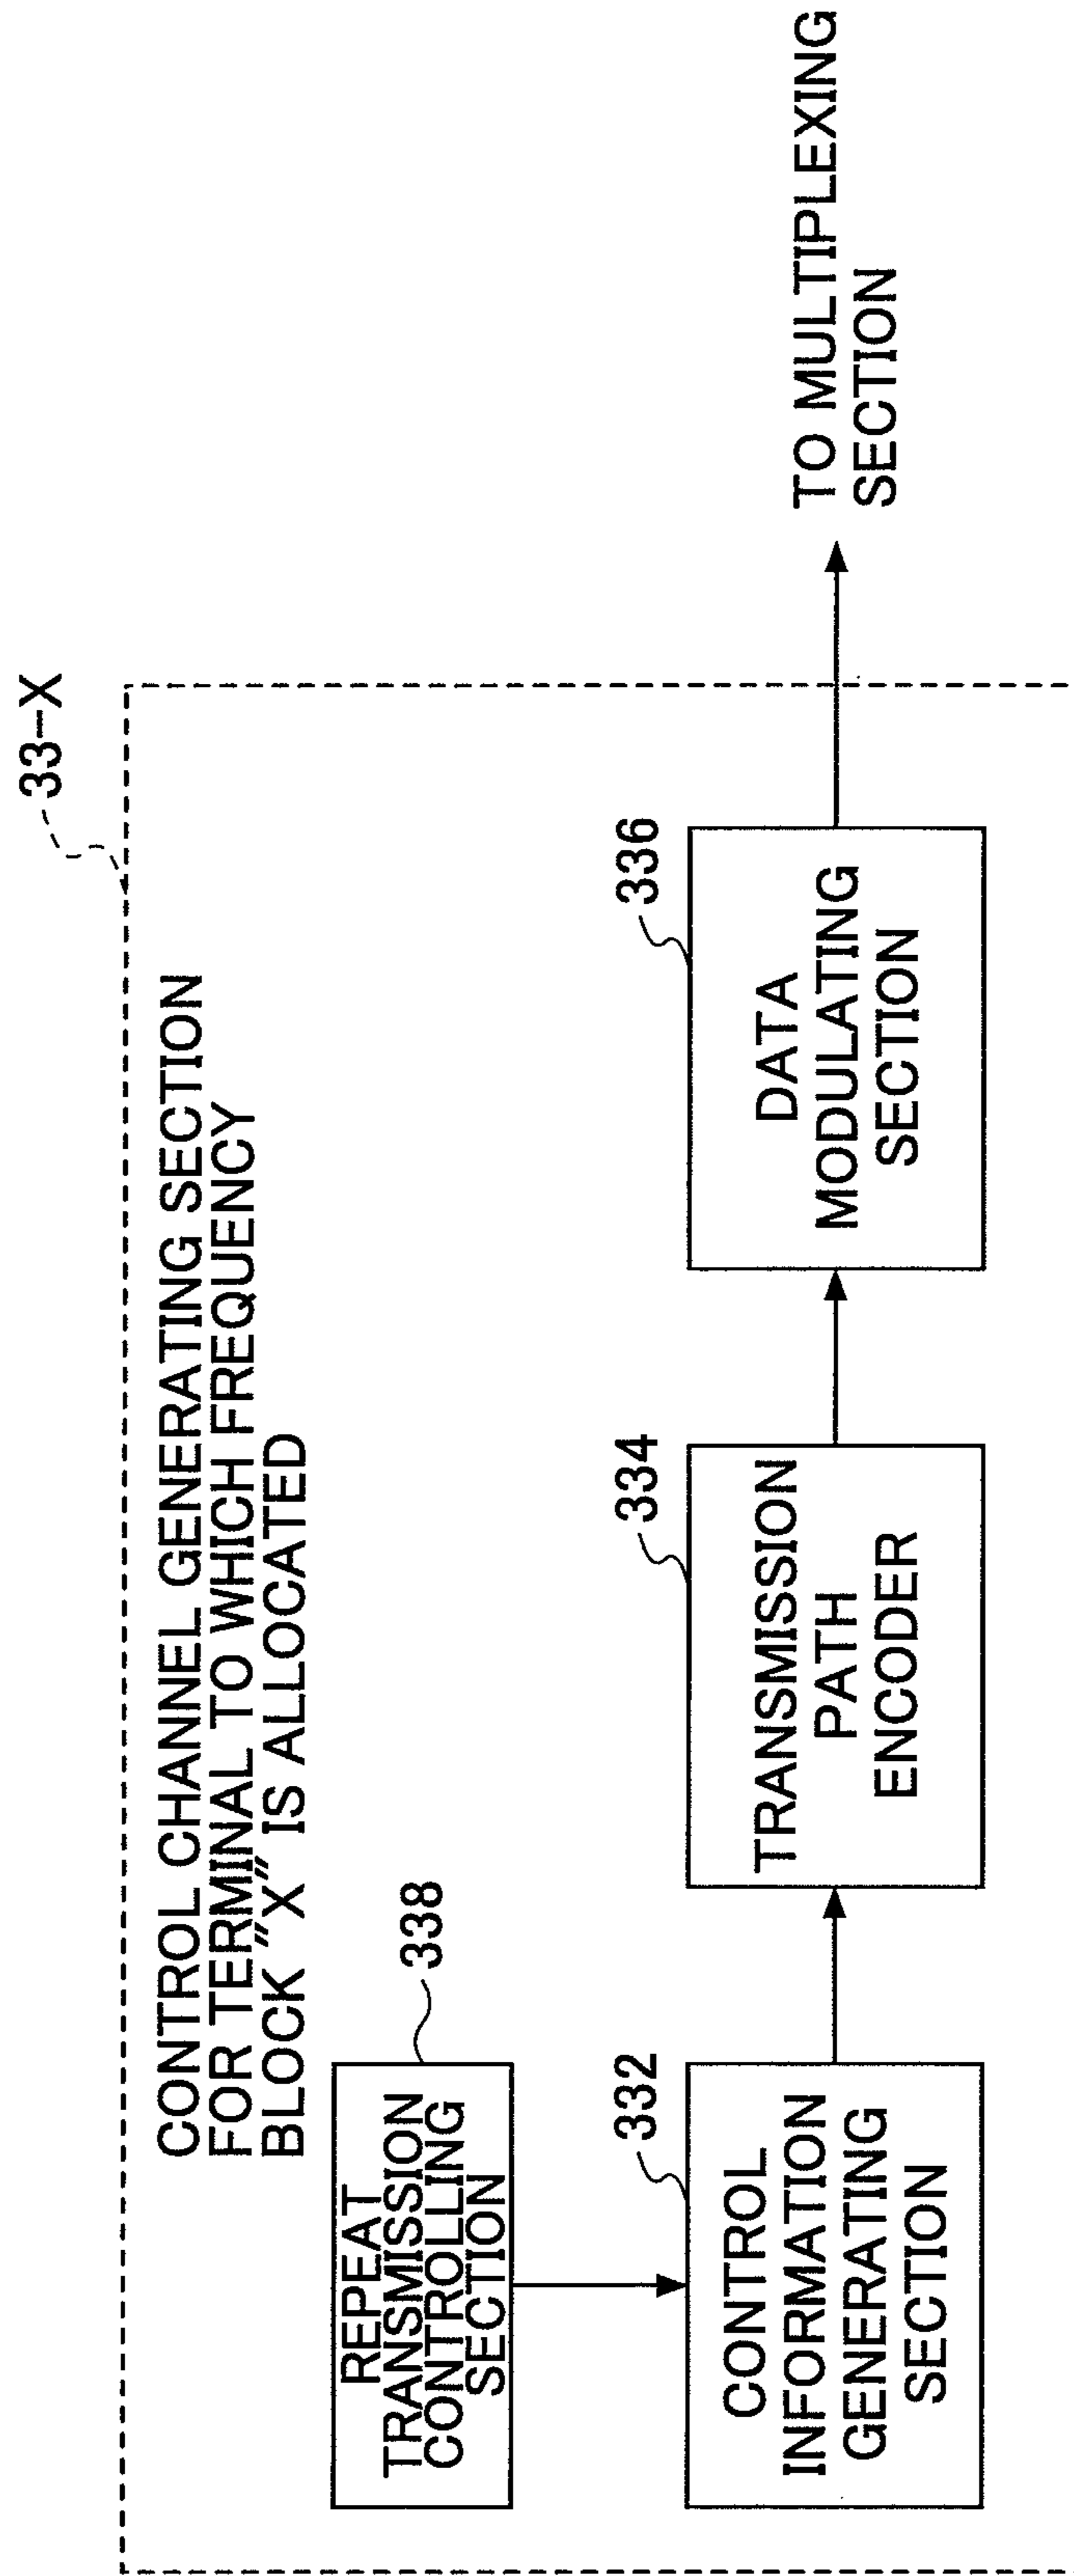 33-X
CONTROL CHANNEL GENERATING SECTION
FOR TERMINAL TO WHICH FREQUENCY
BLOCK "X" IS ALLOCATED
338
REPEAT
TRANSMISSION
CONTROLLING
SECTION
332
CONTROL
INFORMATION
GENERATING
SECTION
334
TRANSMISSION
PATH
ENCODER
336
DATA
MODULATING
SECTION
TO MULTIPLEXING
SECTION